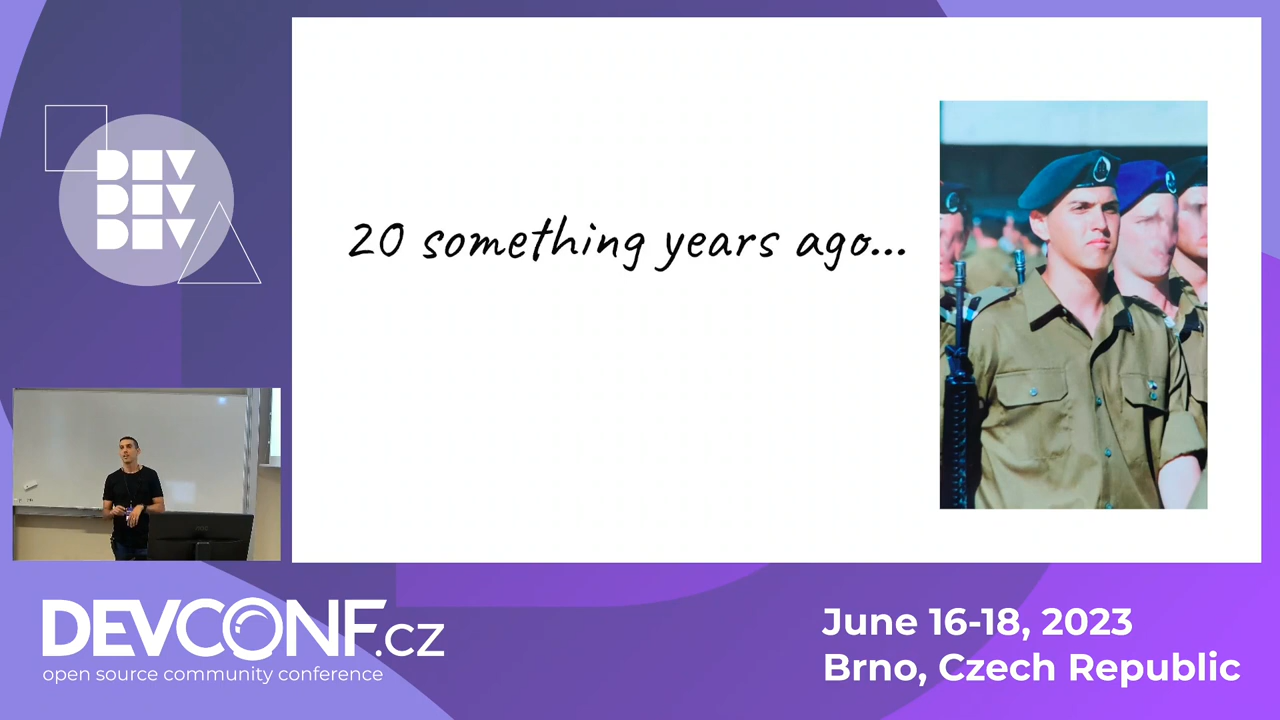 DEV
DEV
DEV
20 something years ago...
DEVCONF.CZ
open source community conference
June 16-18, 2023
Brno, Czech Republic